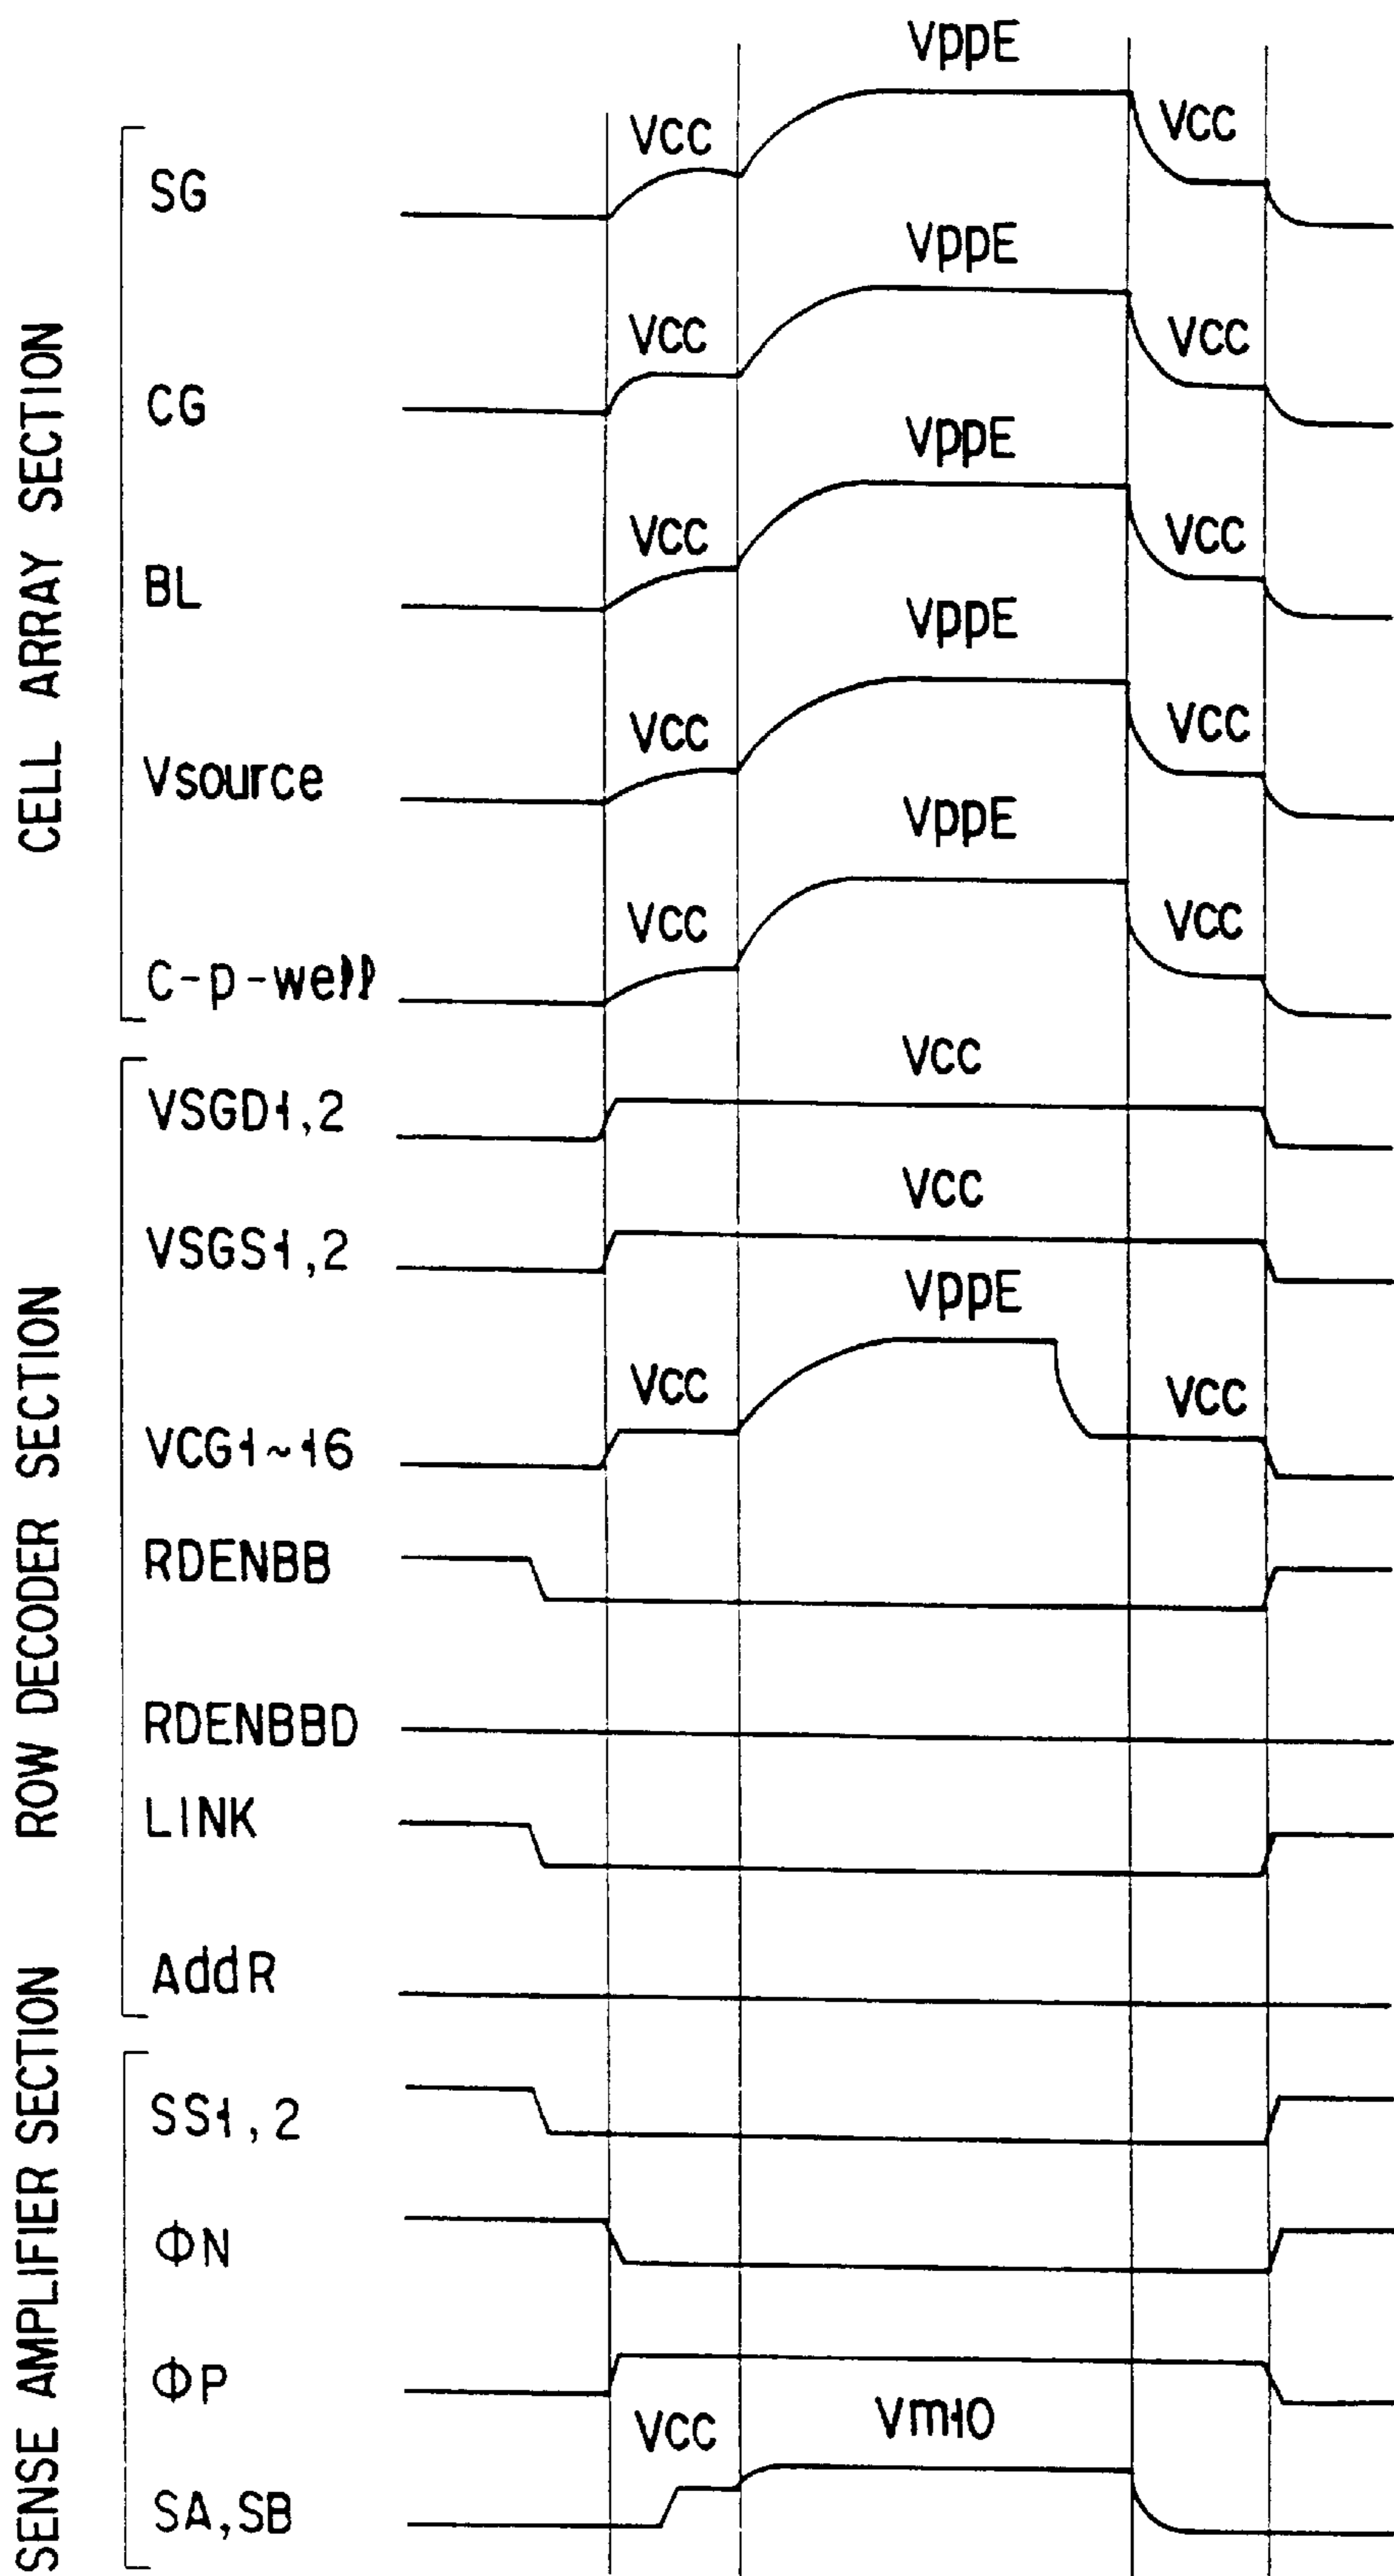 CELL ARRAY SECTION
VppE
SG VCC VCC
VppE
CG VCC VCC
VppE
BL VCC VCC
VppE
Vsource VCC VCC
VppE
C-p-well VCC VCC
ROW DECODER SECTION
VCC
VSGD1,2
VCC
VSGS1,2
VppE
VCG1~16 VCC VCC
RDENBB
RDENBBD
LINK
AddR
SENSE AMPLIFIER SECTION
SS1,2
ΦN
ΦP
VCC Vm10
SA,SB